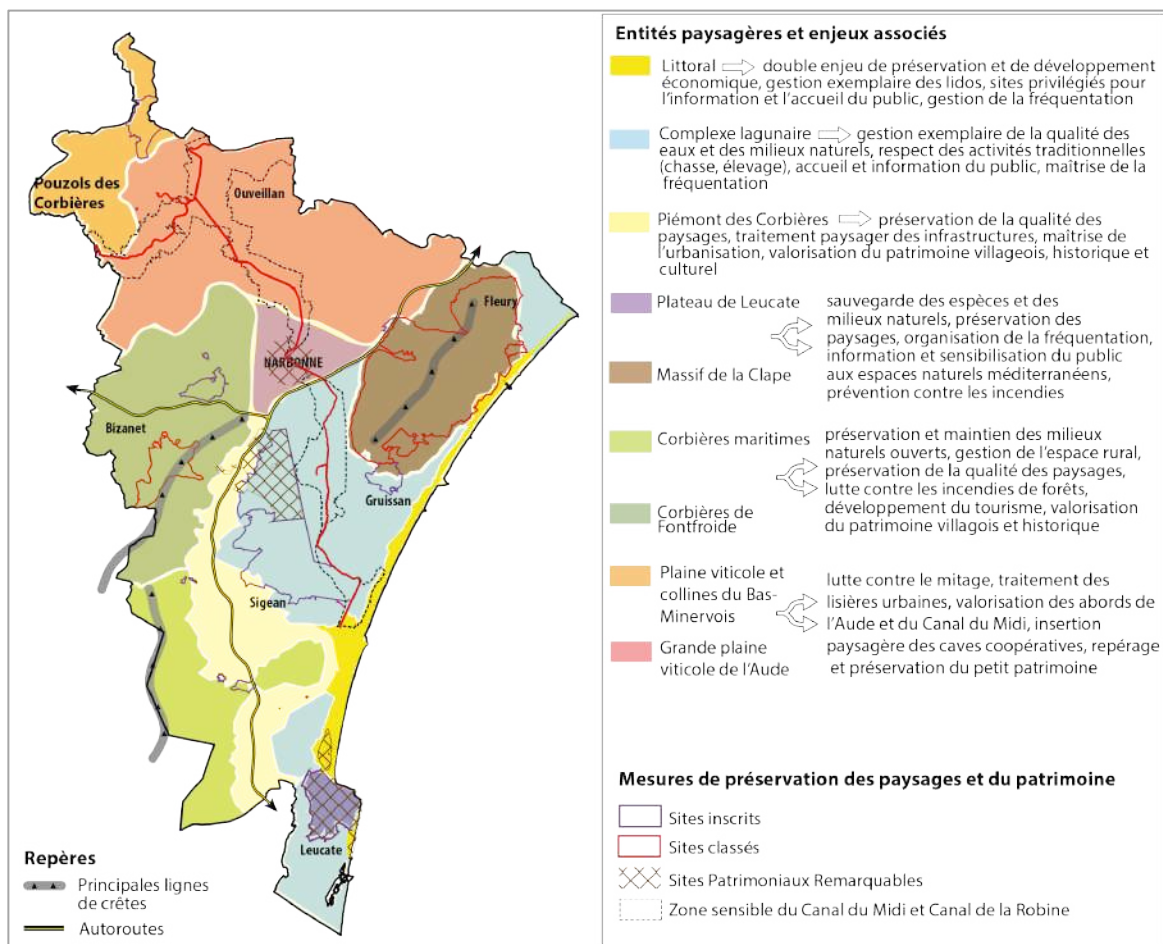 Pouzols des
Corbières
Ouveillan
Fleury
NARBONNE
Bizanet
Gruissan
Sigean
Leucate
Repères
Principales lignes
de crêtes
Autoroutes
Entités paysagères et enjeux associés
Littoral double enjeu de préservation et de développement
économique, gestion exemplaire des lidos, sites privilégiés pour
l'information et l'accueil du public, gestion de la fréquentation
Complexe lagunaire gestion exemplaire de la qualité des
eaux et des milieux naturels, respect des activités traditionnelles
(chasse, élevage), accueil et information du public, maîtrise de la
fréquentation
Piémont des Corbières préservation de la qualité des
paysages, traitement paysager des infrastructures, maîtrise de
l'urbanisation, valorisation du patrimoine villageois, historique et
culturel
Plateau de Leucate
Massif de la Clape
sauvegarde des espèces et des
milieux naturels, préservation des
paysages, organisation de la fréquentation,
information et sensibilisation du public
aux espaces naturels méditerranéens,
prévention contre les incendies
Corbières maritimes
Corbières de
Fontfroide
préservation et maintien des milieux
naturels ouverts, gestion de l'espace rural,
préservation de la qualité des paysages,
lutte contre les incendies de forêts,
développement du tourisme, valorisation
du patrimoine villagois et historique
Plaine viticole et
collines du Bas-
Minervois
Grande plaine
viticole de l'Aude
lutte contre le mitage, traitement des
lisières urbaines, valorisation des abords de
l'Aude et du Canal du Midi, insertion
paysagère des caves coopératives, repérage
et préservation du petit patrimoine
Mesures de préservation des paysages et du patrimoine
Sites inscrits
Sites classés
Sites Patrimoniaux Remarquables
Zone sensible du Canal du Midi et Canal de la Robine